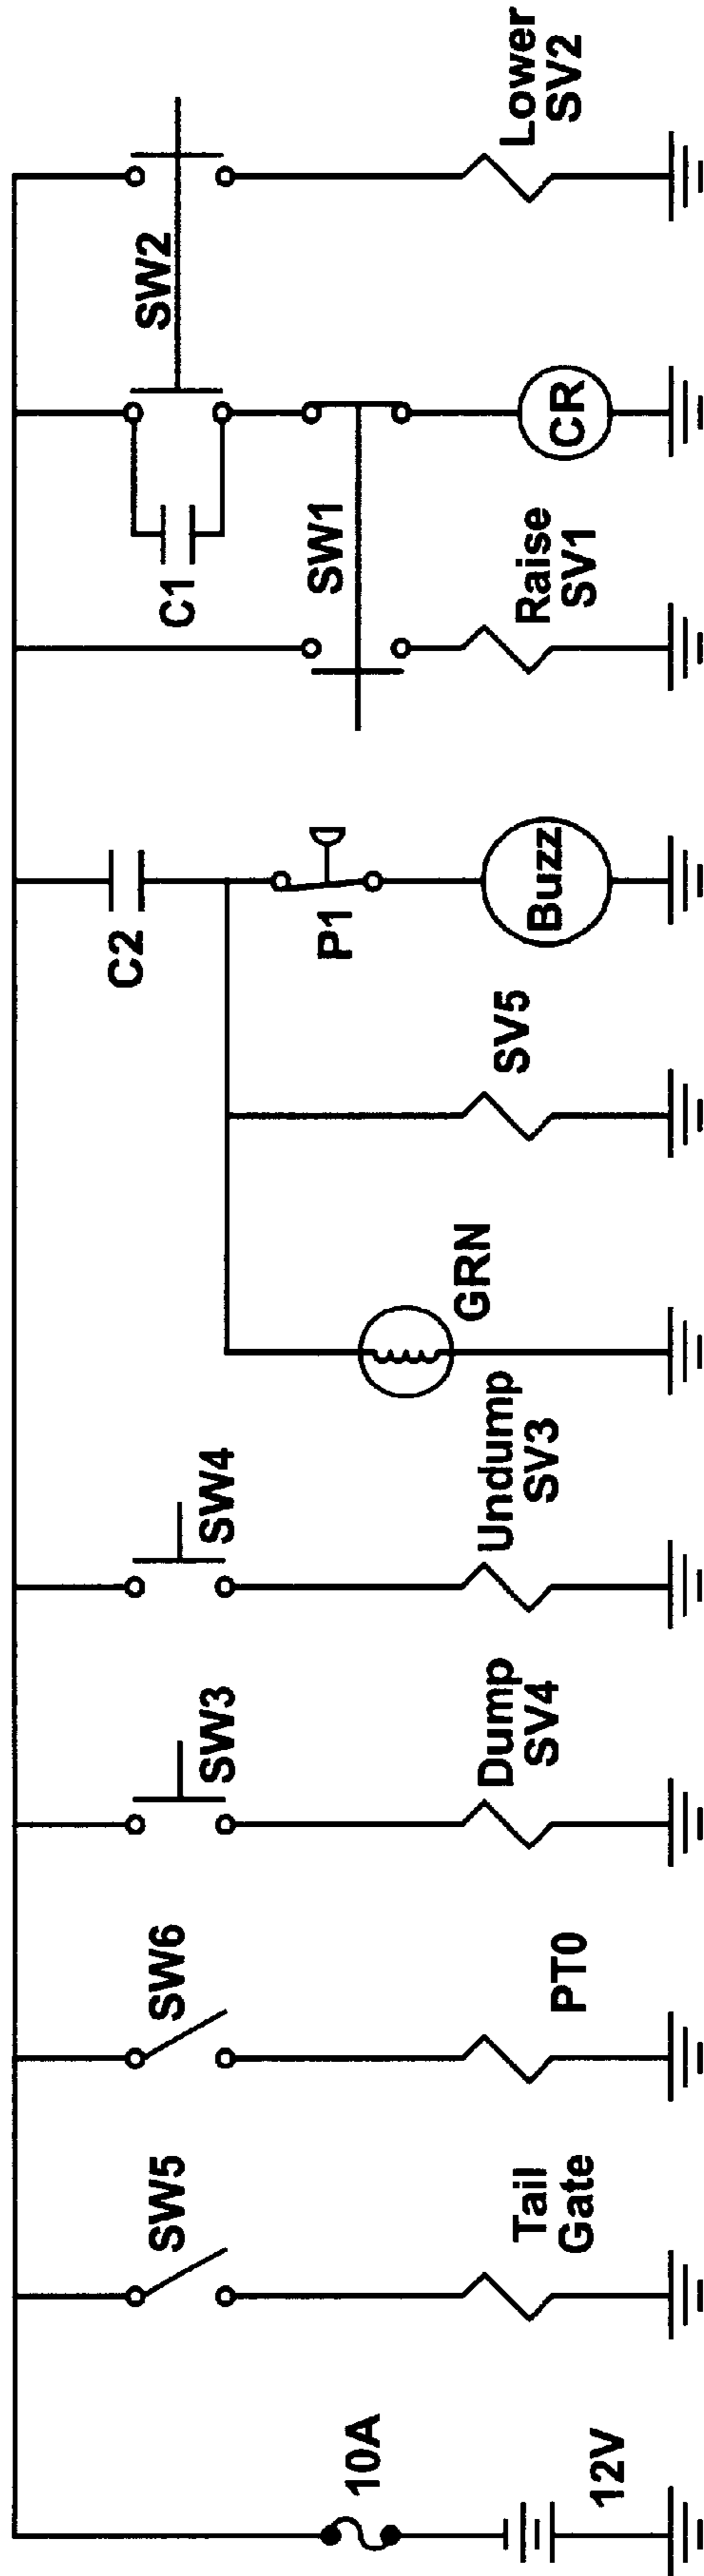 12V
10A
SW5
Tail
Gate
SW6
PT0
SW3
Dump
SV4
SW4
Undump
SV3
GRN
SV5
C2
P1
Buzz
SW1
Raise
SV1
C1
SW2
CR
Lower
SV2